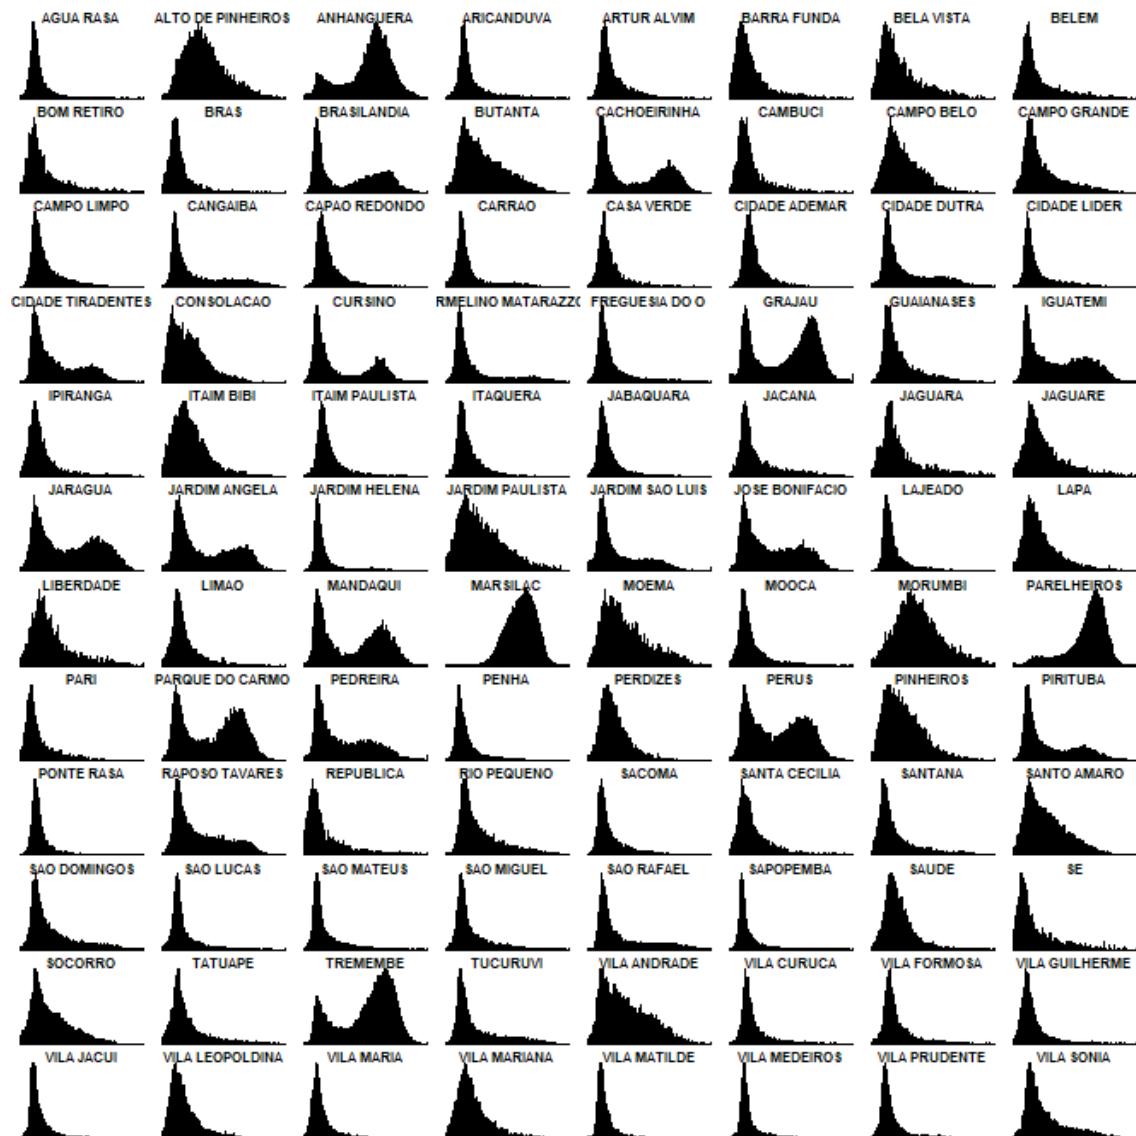 AGUA RASA ALTO DE PINHEIROS ANHANGUERA ARICANDUVA ARTUR ALVIM BARRA FUNDA BELA VISTA BELEM
BOM RETIRO BRAS BRASILANDIA BUTANTA CACHOEIRINHA CAMBUCI CAMPO BELO CAMPO GRANDE
CAMPO LIMPO CANGAIBA CAPAO REDONDO CARRAO CASA VERDE CIDADE ADEMAR CIDADE DUTRA CIDADE LIDER
CIDADE TIRADENTES CONSOLACAO CURSINO RMELINO MATARAZZO FREGUESIA DO O GRAJAU GUAIANASES IGUATEMI
IPIRANGA ITAIM BIBI ITAIM PAULISTA ITAQUERA JABAQUARA JACANA JAGUARA JAGUARE
JARAGUA JARDIM ANGELA JARDIM HELENA JARDIM PAULISTA JARDIM SAO LUIS JOSE BONIFACIO LAJEADO LAPA
LIBERDADE LIMAO MANDAQUI MARSILAC MOEMA MOOCA MORUMBI PARELHEIROS
PARI PARQUE DO CARMO PEDREIRA PENHA PERDIZES PERUS PINHEIROS PIRITUBA
PONTE RASA RAPOSO TAVARES REPUBLICA RIO PEQUENO SACOMA SANTA CECILIA SANTANA SANTO AMARO
SAO DOMINGOS SAO LUCAS SAO MATEUS SAO MIGUEL SAO RAFAEL SAPOPEMBA SAUDE SE
SOCORRO TATUAPE TREMEMBE TUCURUVI VILA ANDRADE VILA CURUCA VILA FORMOSA VILA GUILHERME
VILA JACUI VILA LEOPOLDINA VILA MARIA VILA MARIANA VILA MATILDE VILA MEDEIROS VILA PRUDENTE VILA SONIA